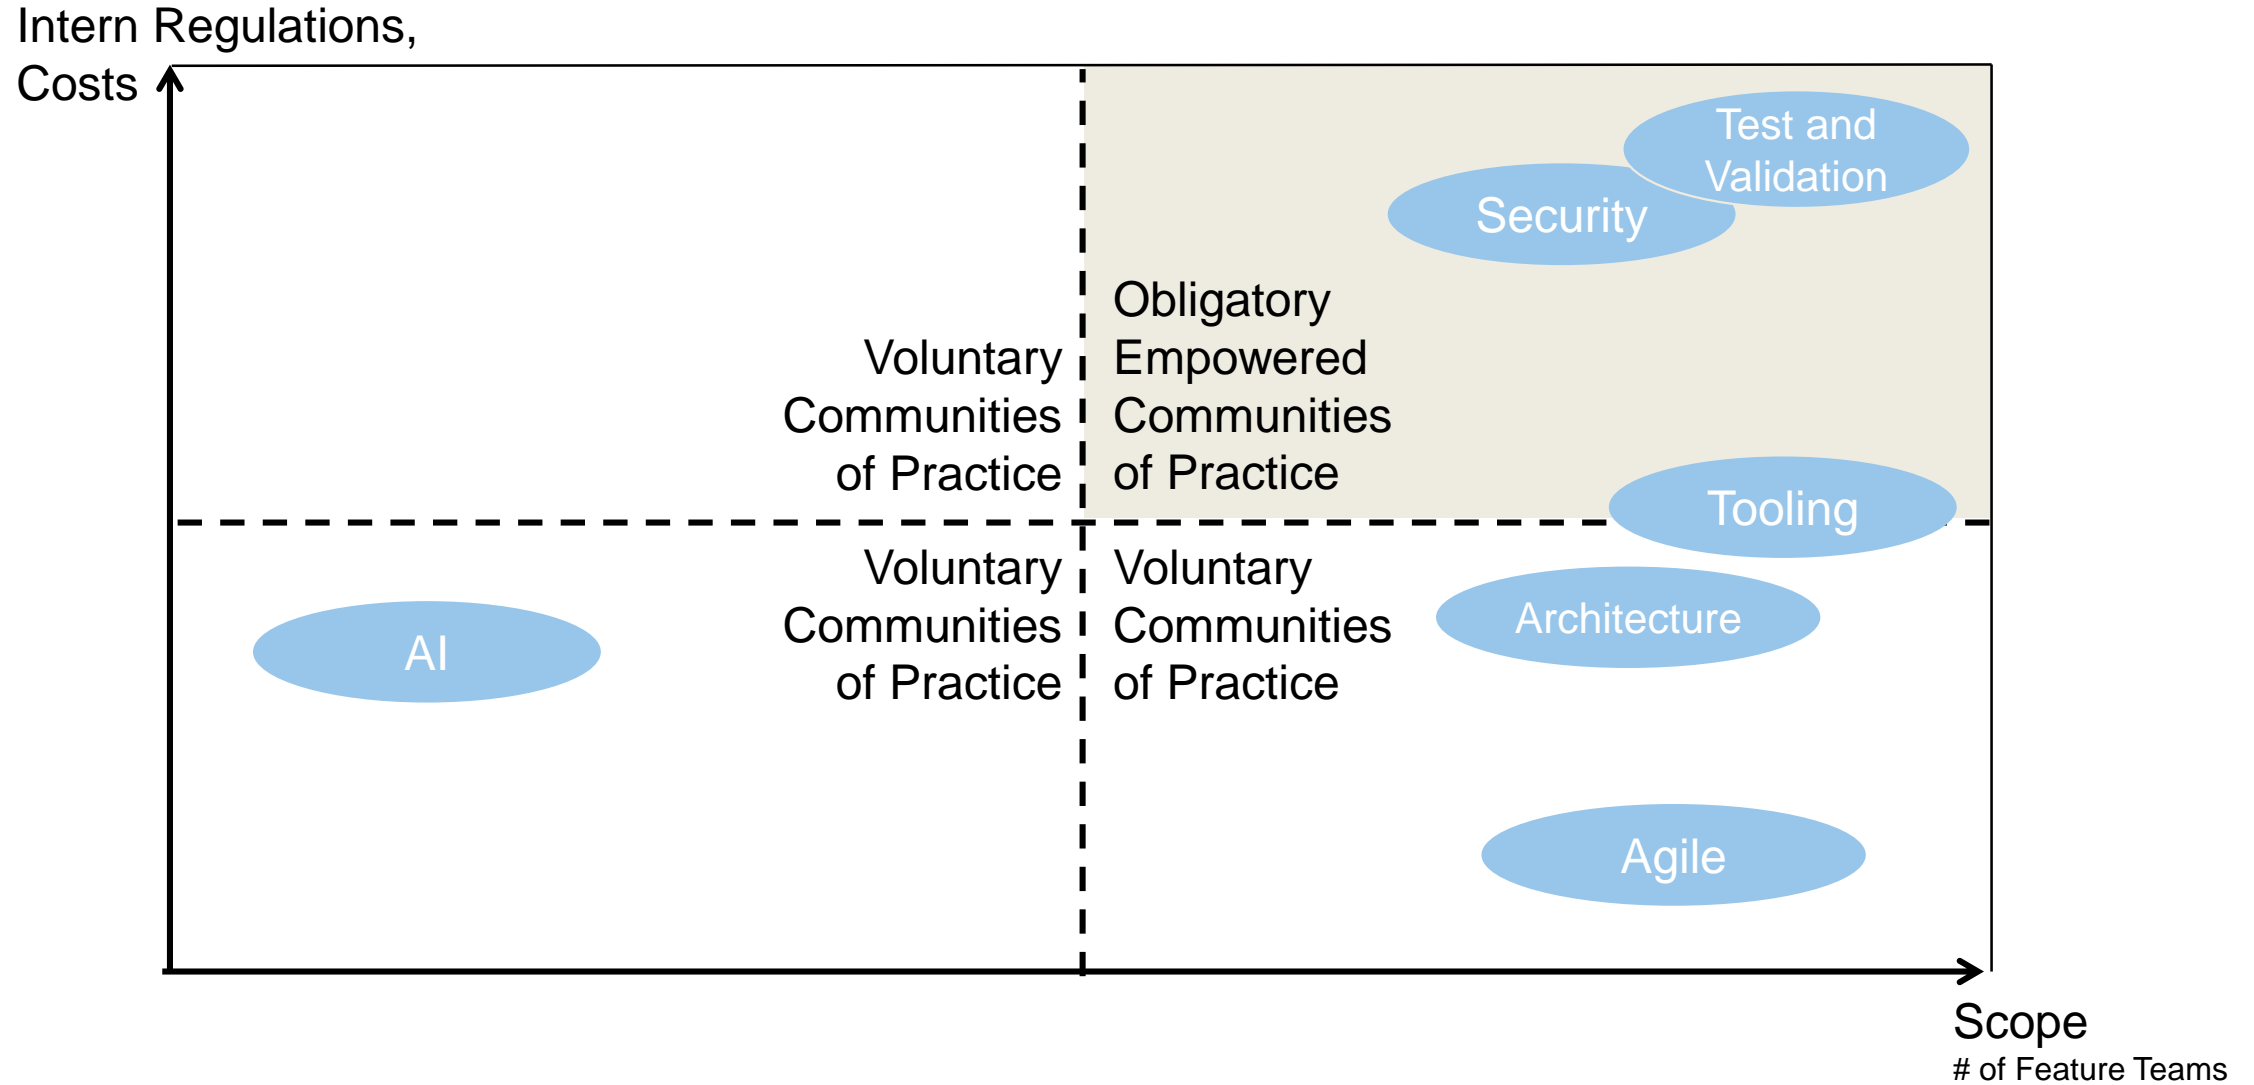 Intern Regulations,
Costs
Test and
Validation
Security
Voluntary
Communities
of Practice
Obligatory
Empowered
Communities
of Practice
Tooling
Voluntary
Communities
of Practice
Voluntary
Communities
of Practice
Architecture
AI
Agile
Scope
# of Feature Teams